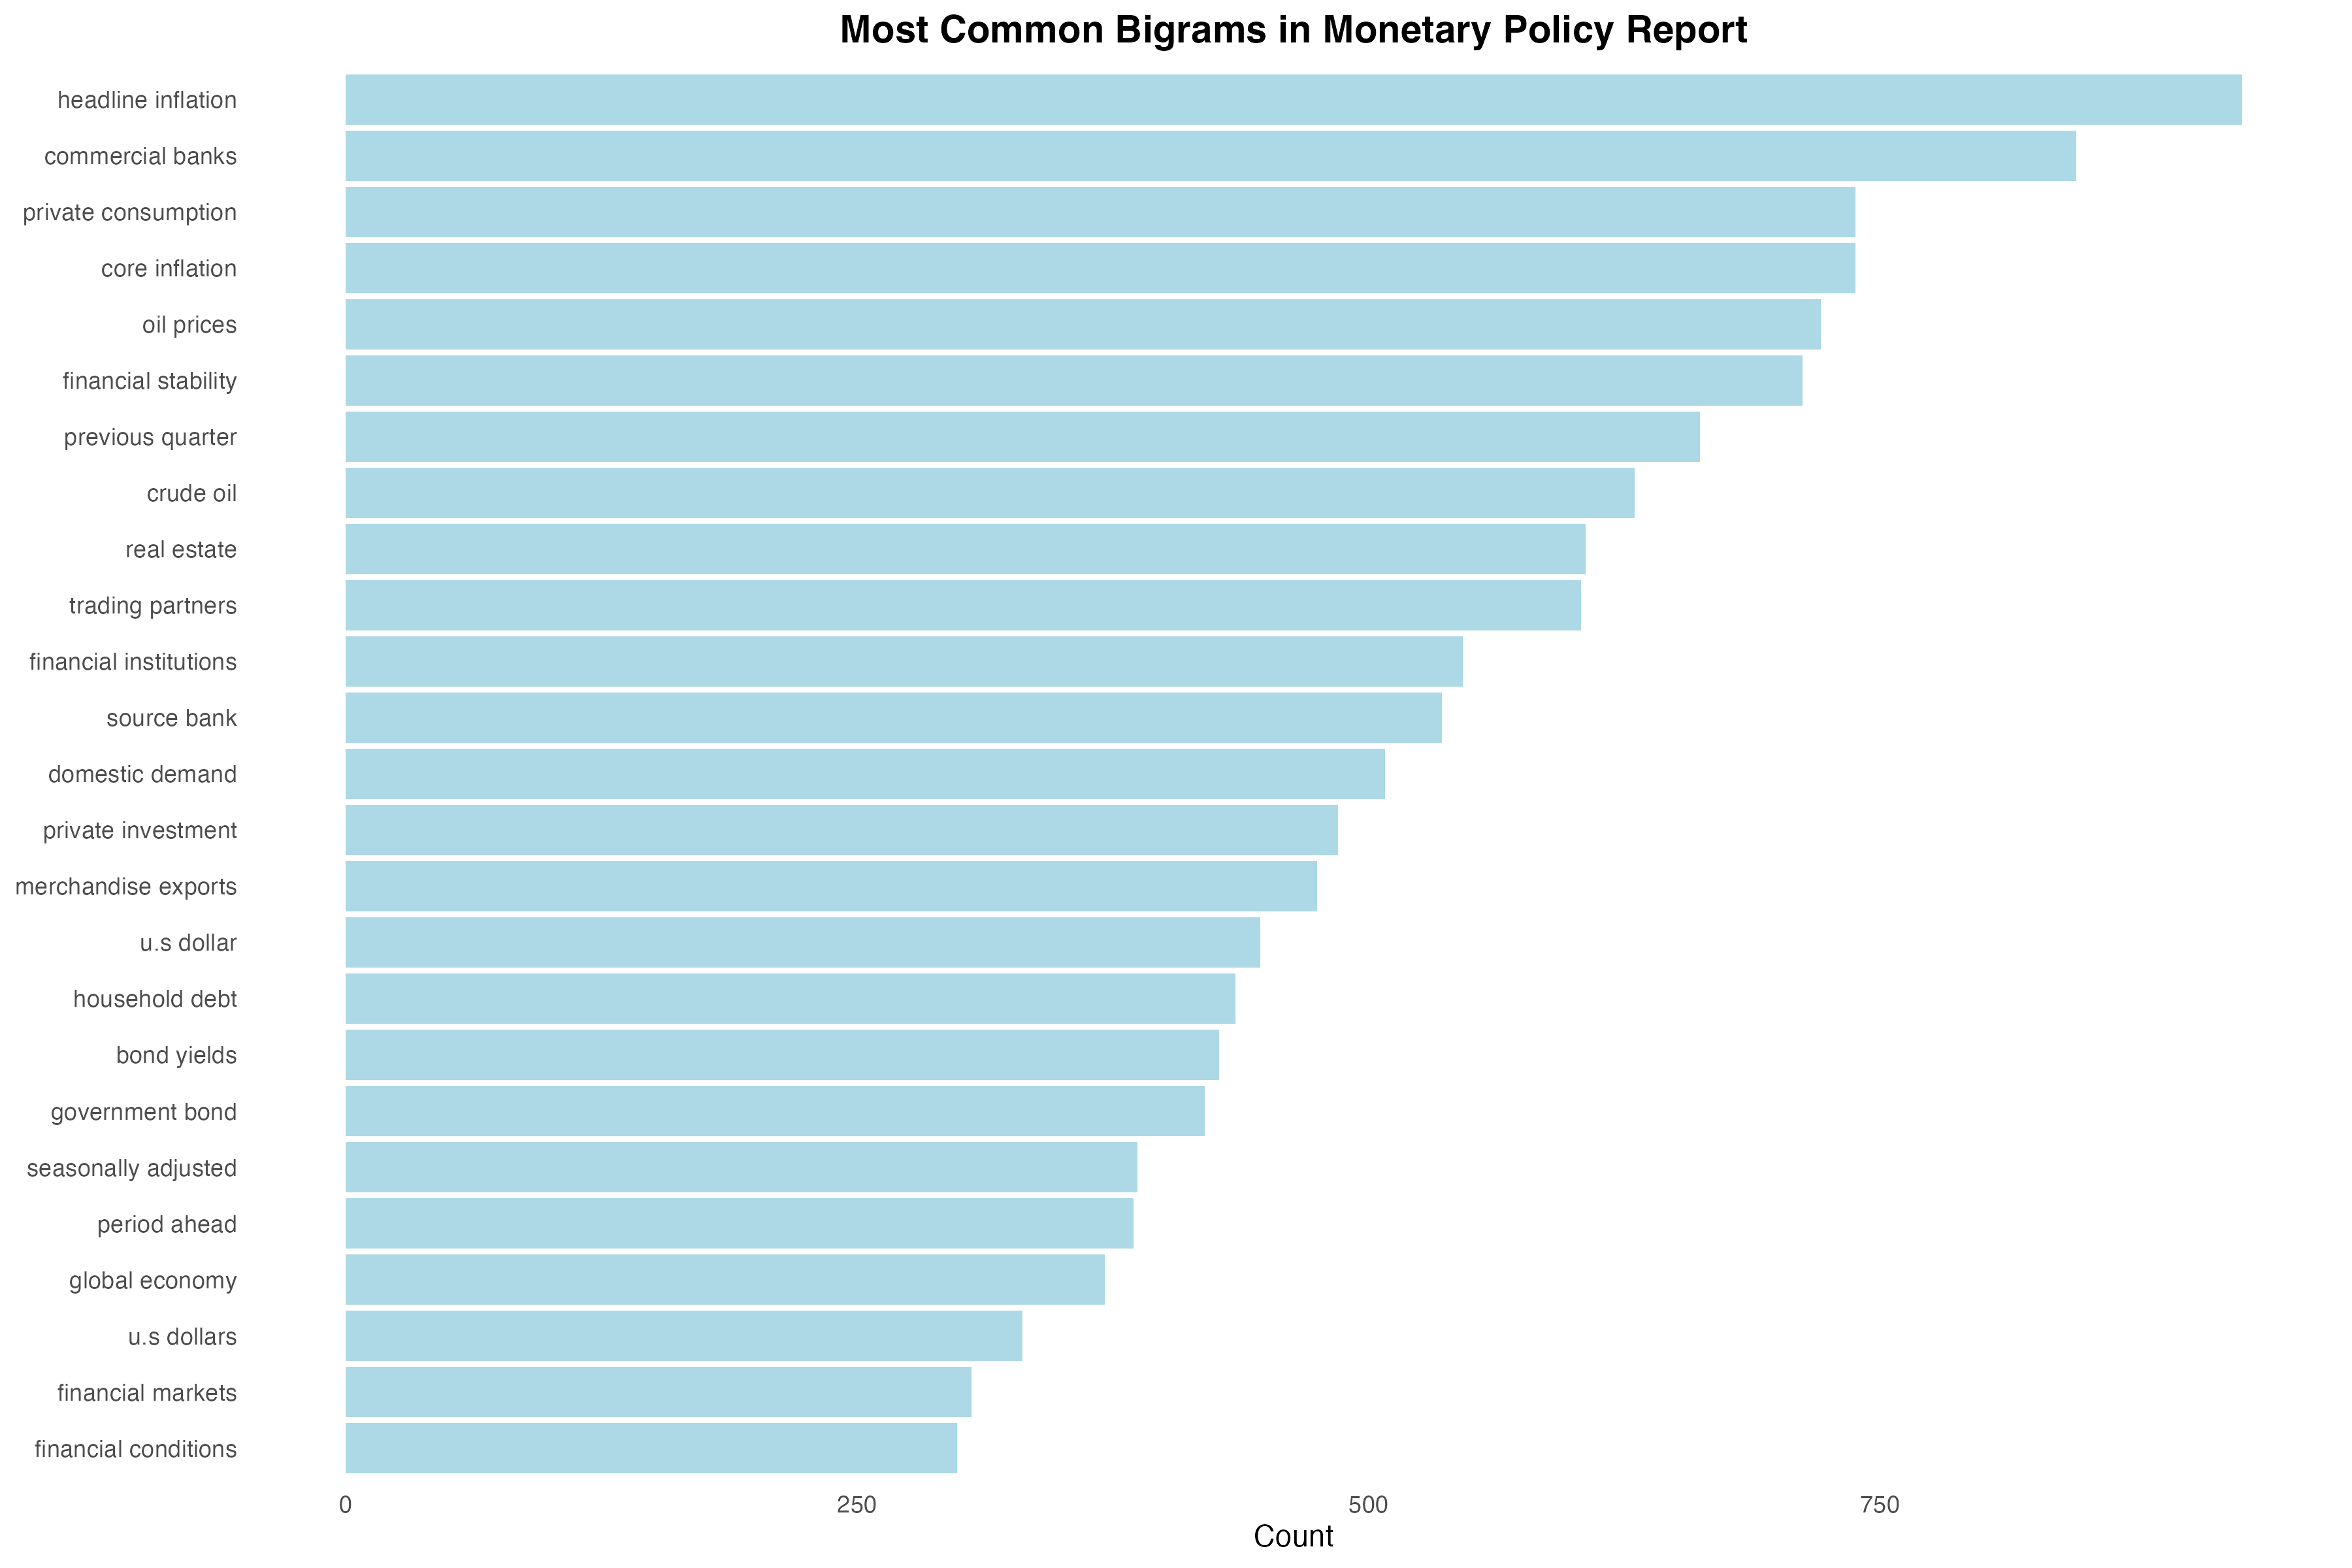 Most Common Bigrams in Monetary Policy Report
headline inflation
commercial banks
private consumption
core inflation
oil prices
financial stability
previous quarter
crude oil
real estate
trading partners
financial institutions
source bank
domestic demand
private investment
merchandise exports
u.s dollar
household debt
bond yields
government bond
seasonally adjusted
period ahead
global economy
u.s dollars
financial markets
financial conditions
0 250 500 750
Count